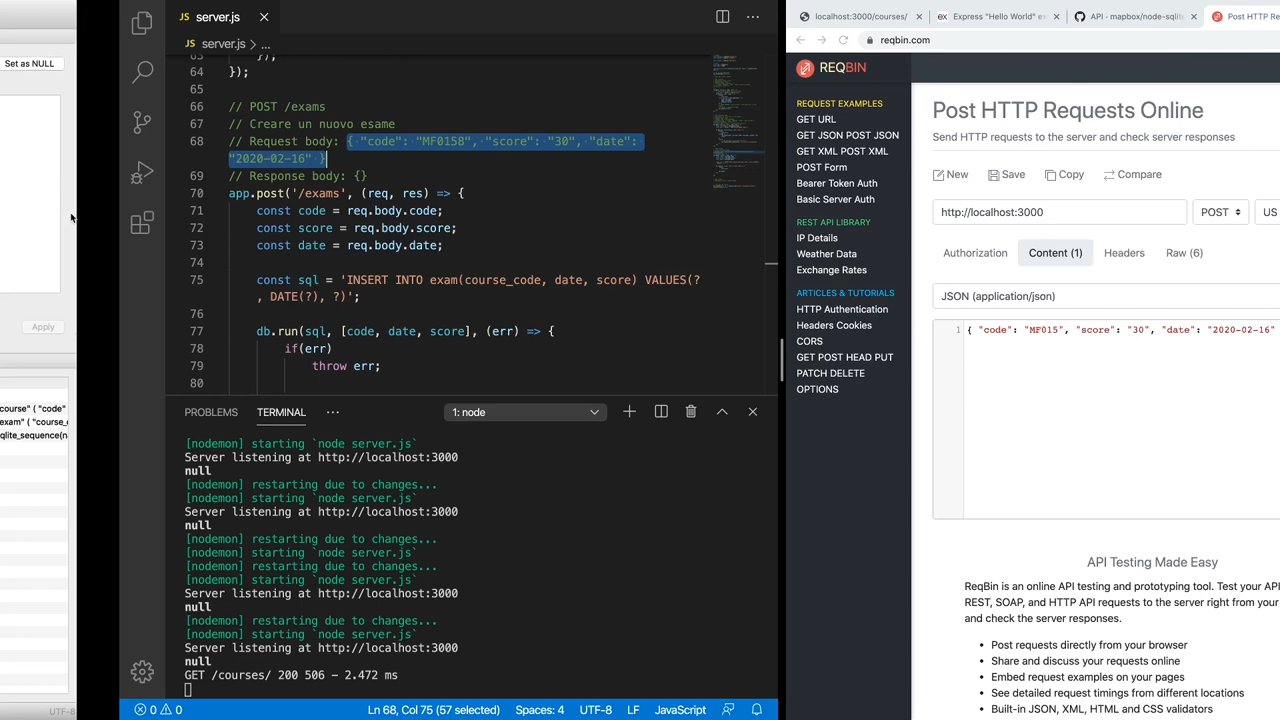 Set as NULL
Apply
course" ( "code"
exam" ( "course_
qlite_sequence(n
UTF-8
JS server.js
JS server.js > ...
63 });
64 });
65
66 // POST /exams
67 // Creare un nuovo esame
68 // Request body: { "code": "MF0158", "score": "30", "date":
"2020-02-16" }
69 // Response body: {}
70 app.post('/exams', (req, res) => {
71 const code = req.body.code;
72 const score = req.body.score;
73 const date = req.body.date;
74
75 const sql = 'INSERT INTO exam(course_code, date, score) VALUES(?
, DATE(?), ?)';
76
77 db.run(sql, [code, date, score], (err) => {
78 if(err)
79 throw err;
80
PROBLEMS TERMINAL ... 1: node
[nodemon] starting `node server.js`
Server listening at http://localhost:3000
null
[nodemon] restarting due to changes...
[nodemon] starting `node server.js`
Server listening at http://localhost:3000
null
[nodemon] restarting due to changes...
[nodemon] starting `node server.js`
[nodemon] restarting due to changes...
[nodemon] starting `node server.js`
Server listening at http://localhost:3000
null
[nodemon] restarting due to changes...
[nodemon] starting `node server.js`
Server listening at http://localhost:3000
null
GET /courses/ 200 506 - 2.472 ms
0 0 Ln 68, Col 75 (57 selected) Spaces: 4 UTF-8 LF JavaScript
localhost:3000/courses/ Express "Hello World" ex API - mapbox/node-sqlit Post HTTP Re
reqbin.com
REQBIN
REQUEST EXAMPLES
GET URL
GET JSON POST JSON
GET XML POST XML
POST Form
Bearer Token Auth
Basic Server Auth
REST API LIBRARY
IP Details
Weather Data
Exchange Rates
ARTICLES & TUTORIALS
HTTP Authentication
Headers Cookies
CORS
GET POST HEAD PUT
PATCH DELETE
OPTIONS
Post HTTP Requests Online
Send HTTP requests to the server and check server responses
New Save Copy Compare
http://localhost:3000 POST US
Authorization Content (1) Headers Raw (6)
JSON (application/json)
1 { "code": "MF015", "score": "30", "date": "2020-02-16"
API Testing Made Easy
ReqBin is an online API testing and prototyping tool. Test your API
REST, SOAP, and HTTP API requests to the server right from your
and check the server responses.
• Post requests directly from your browser
• Share and discuss your requests online
• Embed request examples on your pages
• See detailed request timings from different locations
• Built-in JSON, XML, HTML and CSS validators